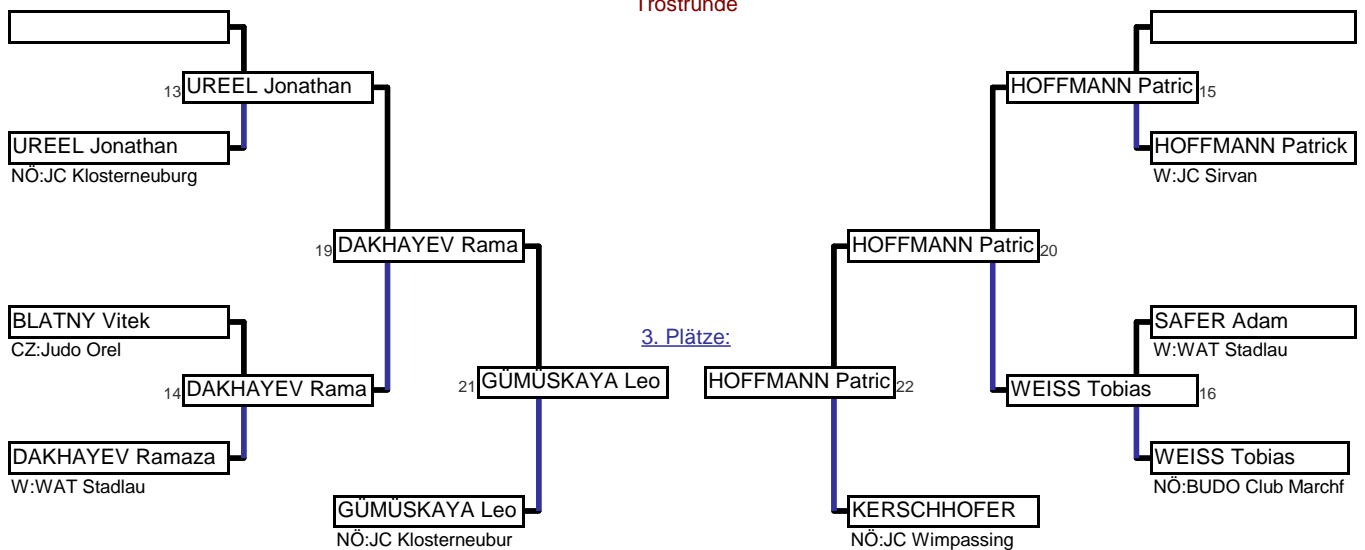 Trostrunde
13 UREEL Jonathan
HOFFMANN Patric 15
UREEL Jonathan
NÖ:JC Klosterneuburg
HOFFMANN Patrick
W:JC Sirvan
19 DAKHAYEV Rama
HOFFMANN Patric 20
BLATNY Vitek
CZ:Judo Orel
3. Plätze:
SAFER Adam
W:WAT Stadlau
14 DAKHAYEV Rama
21 GÜMÜSKAYA Leo
HOFFMANN Patric 22
WEISS Tobias 16
DAKHAYEV Ramaza
W:WAT Stadlau
WEISS Tobias
NÖ:BUDO Club Marchf
GÜMÜSKAYA Leo
NÖ:JC Klosterneubur
KERSCHHOFER
NÖ:JC Wimpassing